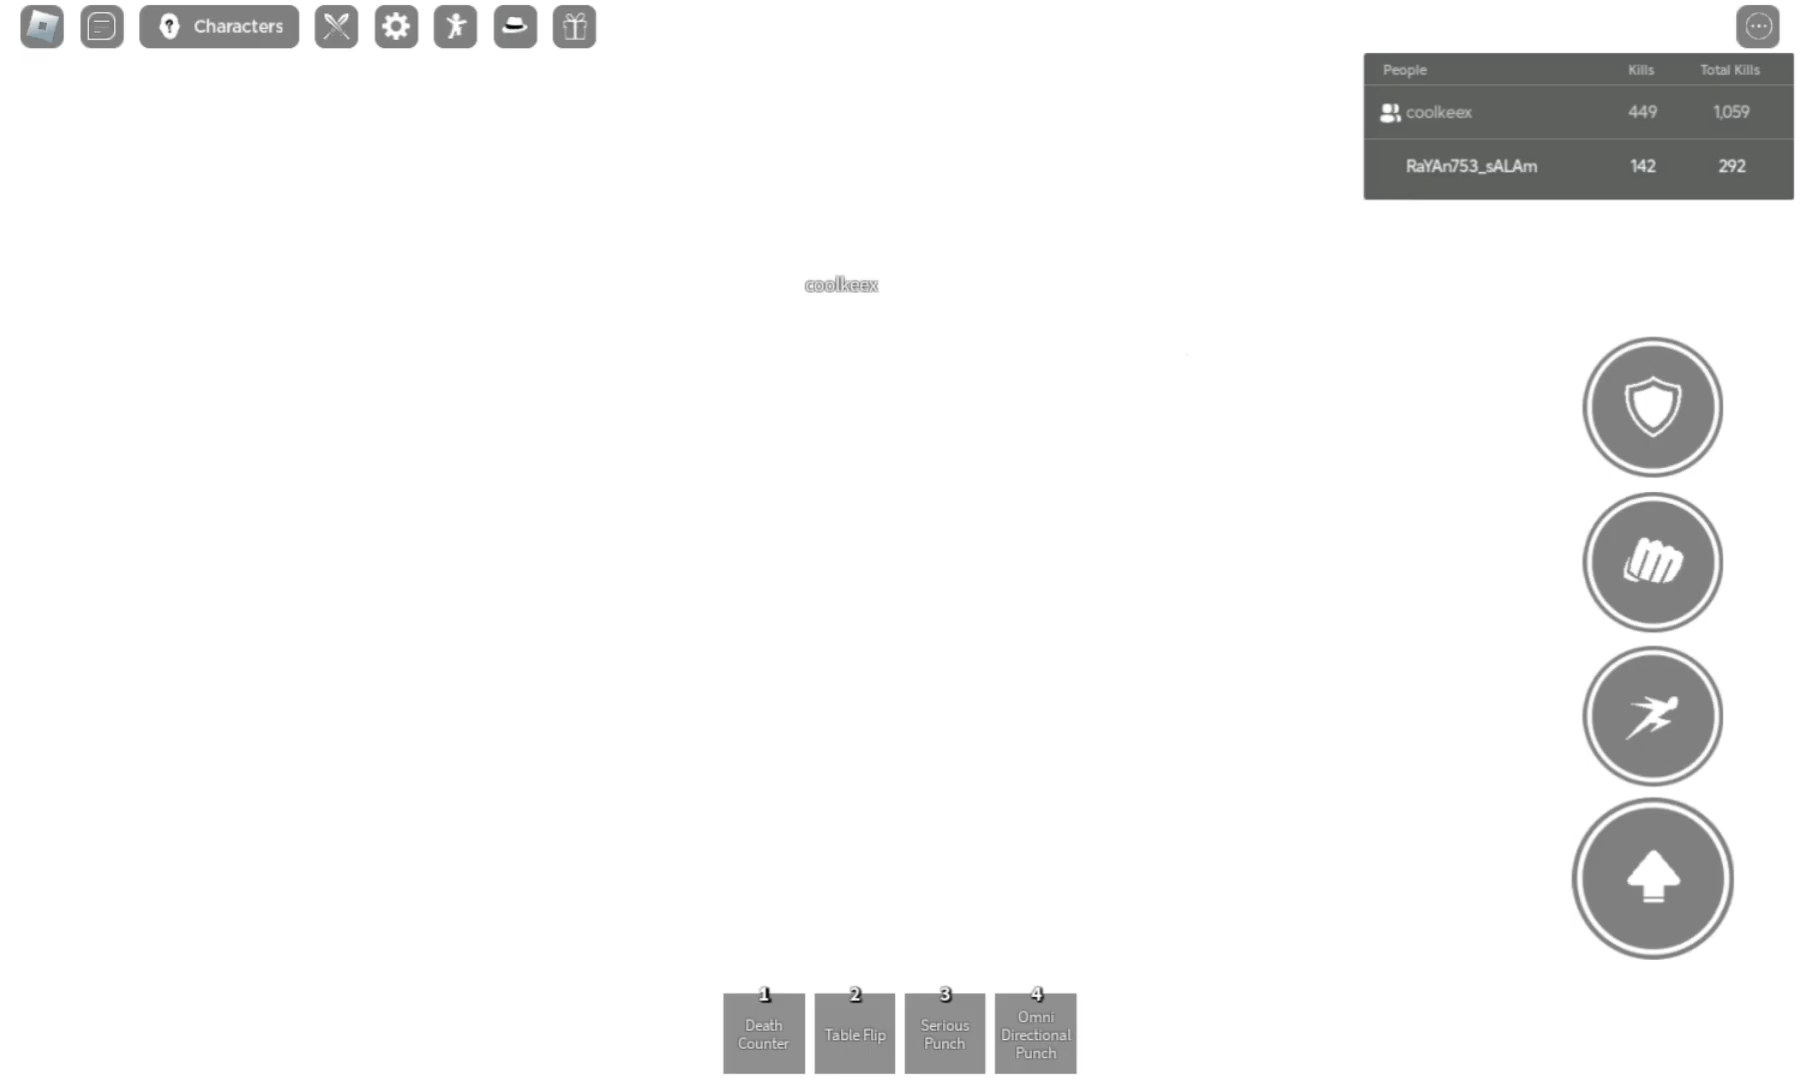 Characters
People Kills Total Kills
coolkeex 449 1,059
RaYAn753_sALAm 142 292
coolkeex
1 2 3 4
Death
Counter
Table Flip
Serious
Punch
Omni
Directional
Punch